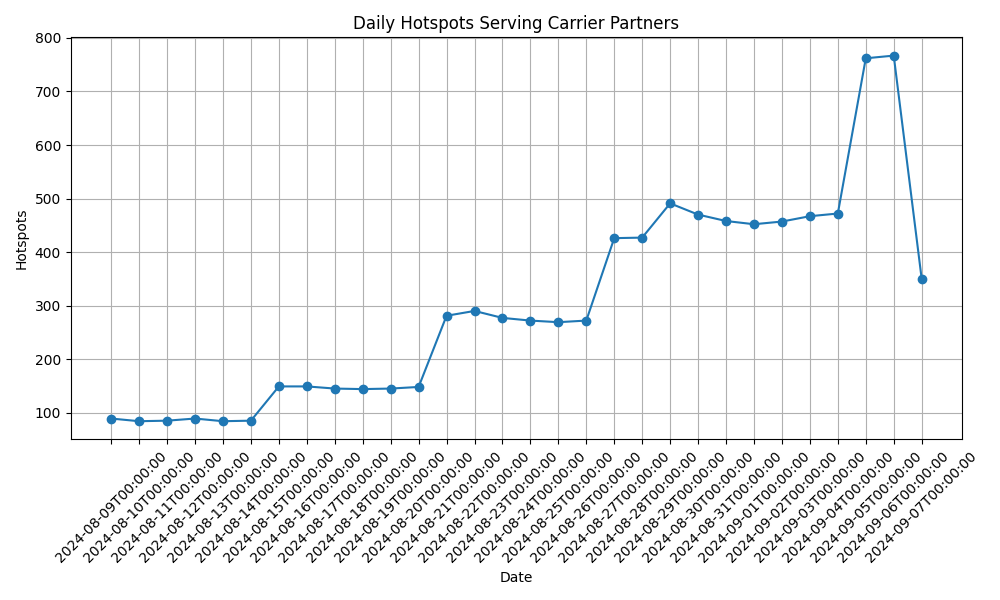 Daily Hotspots Serving Carrier Partners
800
700
600
500
400
300
200
100
Hotspots
2024-08-09T00:00:00
2024-08-10T00:00:00
2024-08-11T00:00:00
2024-08-12T00:00:00
2024-08-13T00:00:00
2024-08-14T00:00:00
2024-08-15T00:00:00
2024-08-16T00:00:00
2024-08-17T00:00:00
2024-08-18T00:00:00
2024-08-19T00:00:00
2024-08-20T00:00:00
2024-08-21T00:00:00
2024-08-22T00:00:00
2024-08-23T00:00:00
2024-08-24T00:00:00
2024-08-25T00:00:00
2024-08-26T00:00:00
2024-08-27T00:00:00
2024-08-28T00:00:00
2024-08-29T00:00:00
2024-08-30T00:00:00
2024-08-31T00:00:00
2024-09-01T00:00:00
2024-09-02T00:00:00
2024-09-03T00:00:00
2024-09-04T00:00:00
2024-09-05T00:00:00
2024-09-06T00:00:00
2024-09-07T00:00:00
Date